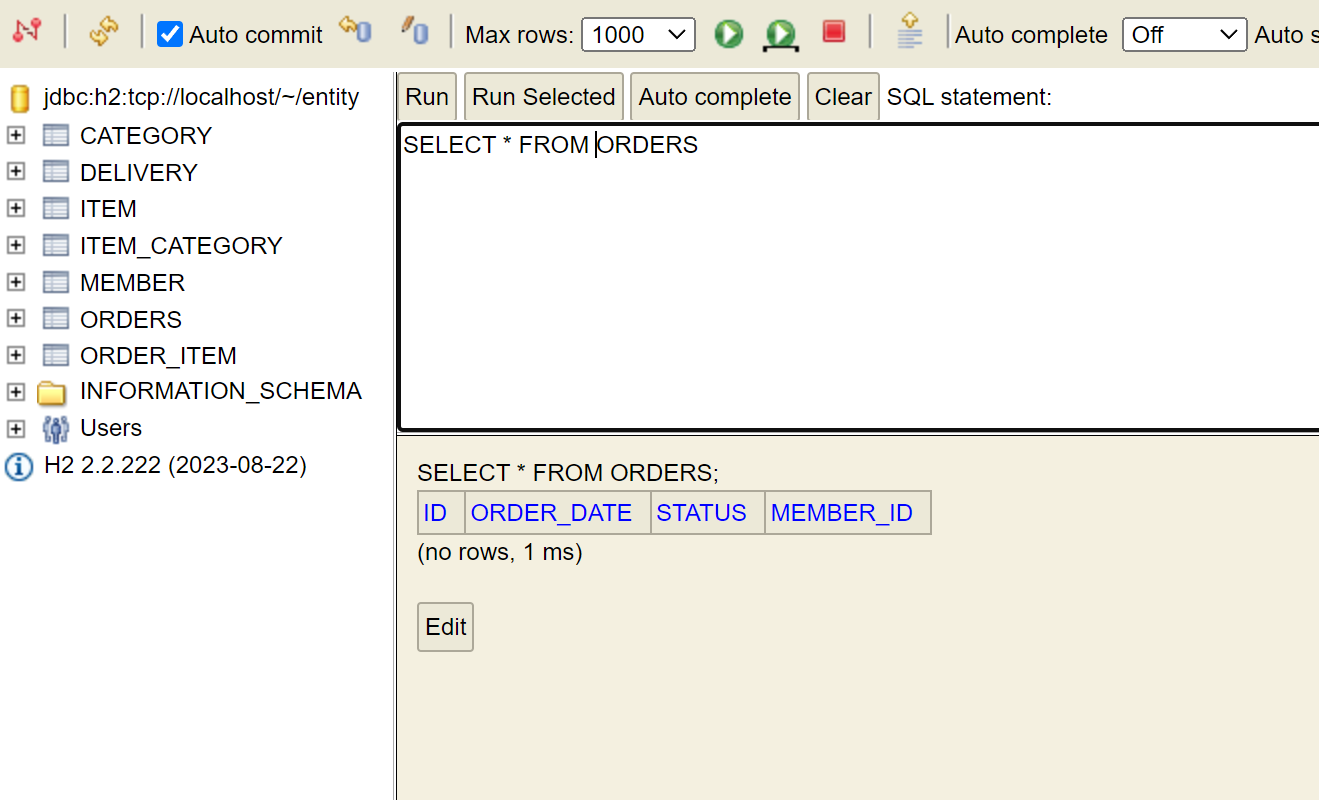 Auto commit Max rows: 1000 Auto complete Off Auto s
jdbc:h2:tcp://localhost/~/entity
CATEGORY
DELIVERY
ITEM
ITEM_CATEGORY
MEMBER
ORDERS
ORDER_ITEM
INFORMATION_SCHEMA
Users
H2 2.2.222 (2023-08-22)
Run Run Selected Auto complete Clear SQL statement:
SELECT * FROM ORDERS
SELECT * FROM ORDERS;
ID ORDER_DATE STATUS MEMBER_ID
(no rows, 1 ms)
Edit